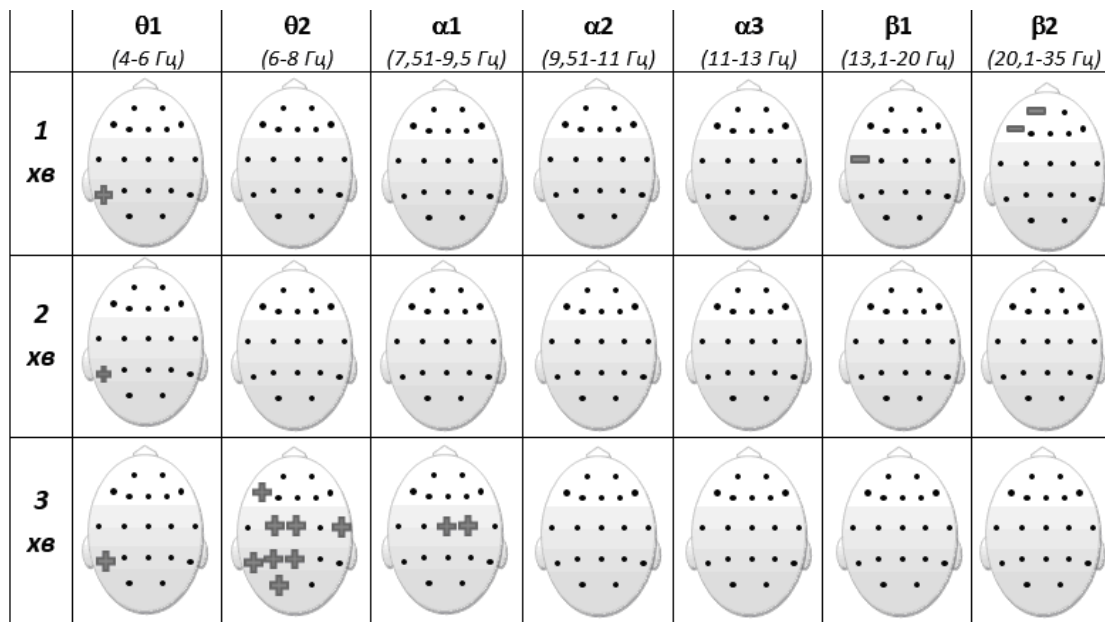 θ1 θ2 α1 α2 α3 β1 β2
(4-6 Гц) (6-8 Гц) (7,51-9,5 Гц) (9,51-11 Гц) (11-13 Гц) (13,1-20 Гц) (20,1-35 Гц)
1
хв
2
хв
3
хв